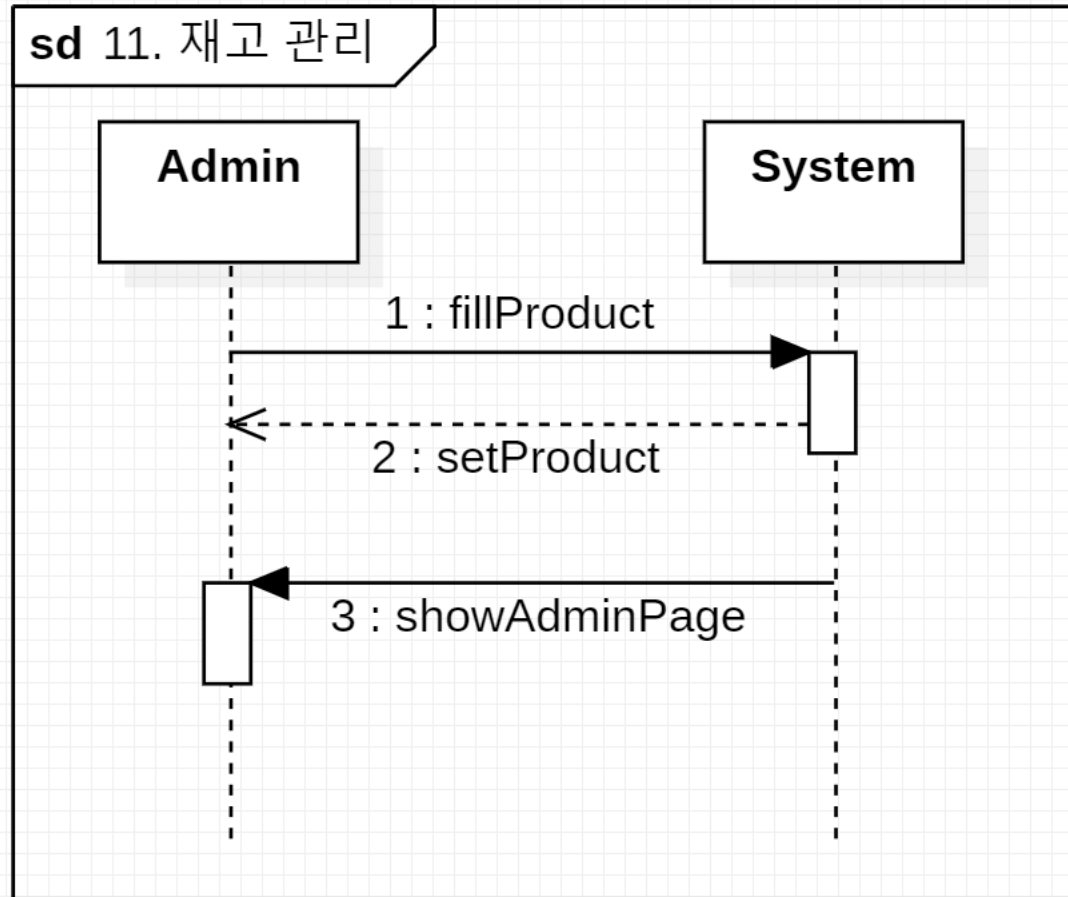 sd 11. 재고 관리
Admin
System
1 : fillProduct
2 : setProduct
3 : showAdminPage